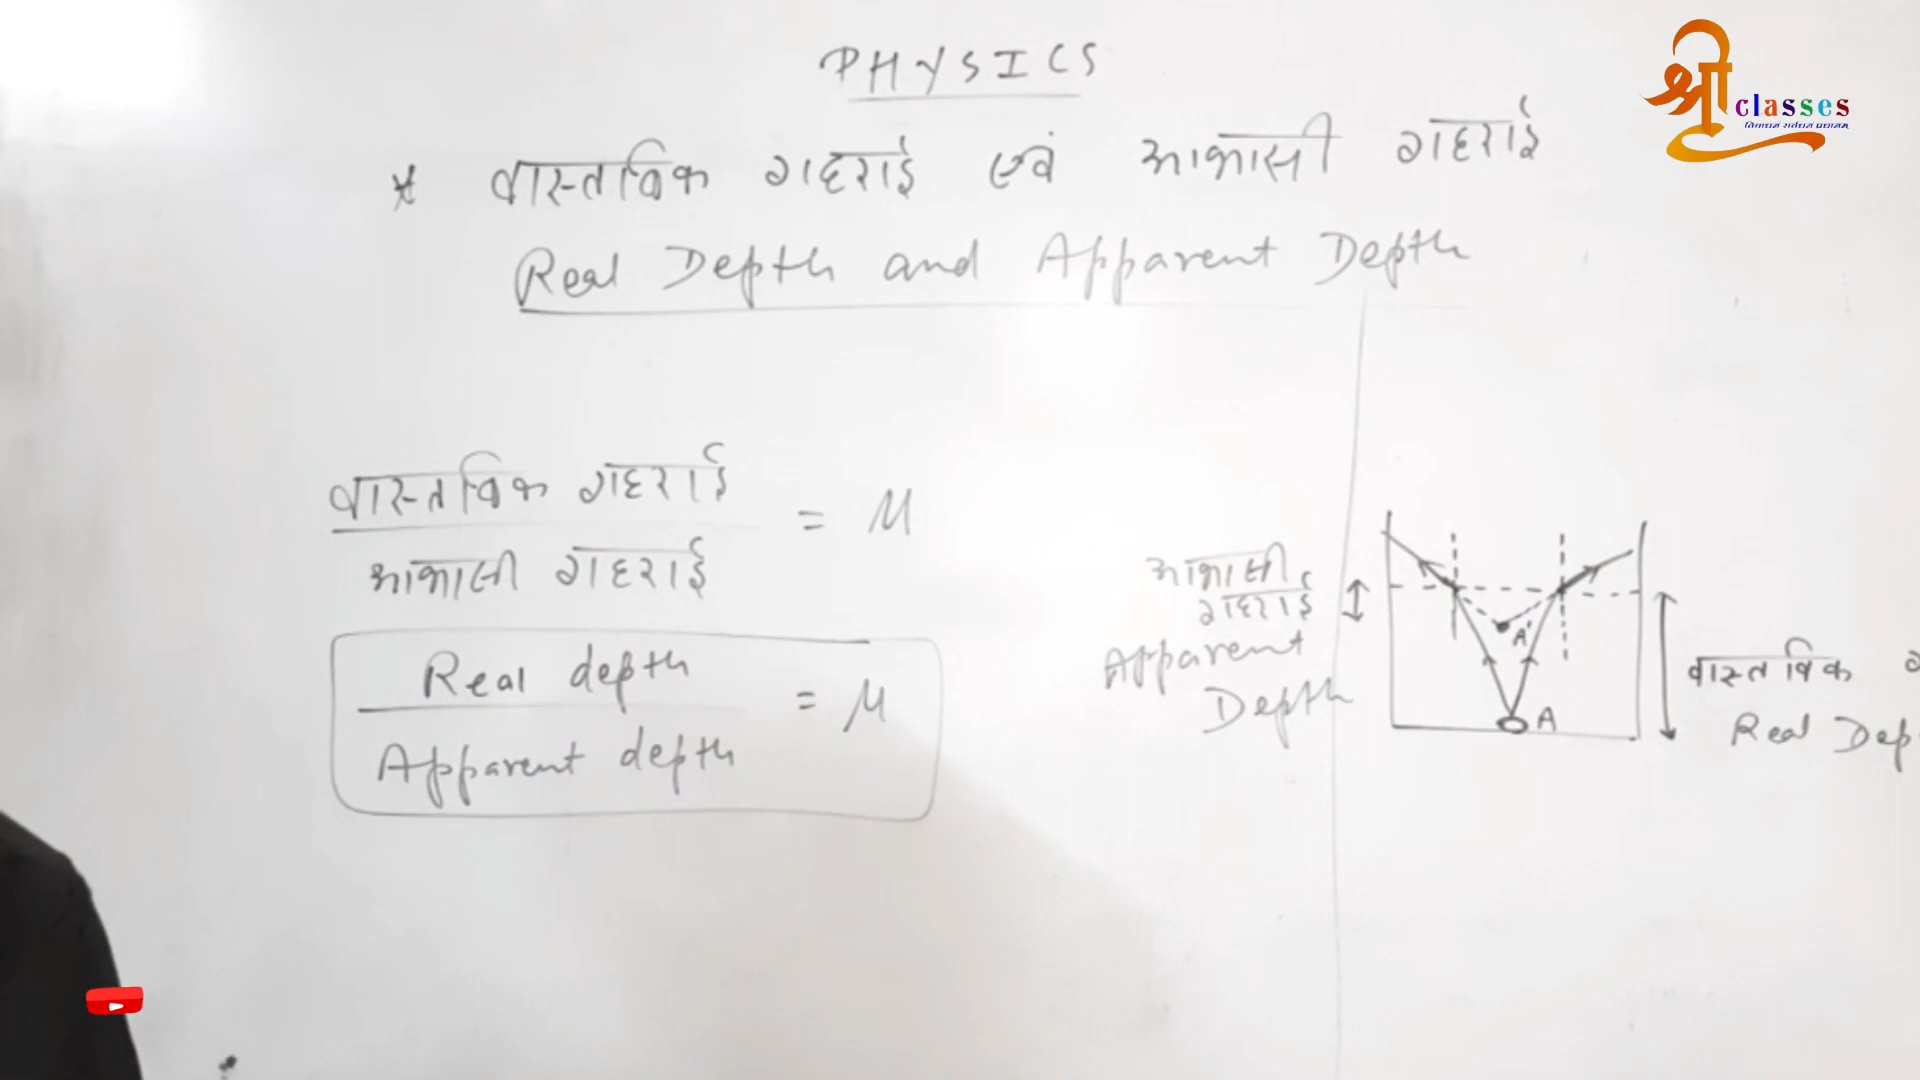 PHYSICS
श्री classes
* वास्तविक गहराई एवं आभासी गहराई
Real Depth and Apparent Depth
वास्तविक गहराई
आभासी गहराई
= μ
Real depth
Apparent depth
= μ
आभासी
गहराई
Apparent
Depth
A'
A
वास्तविक
Real Dep